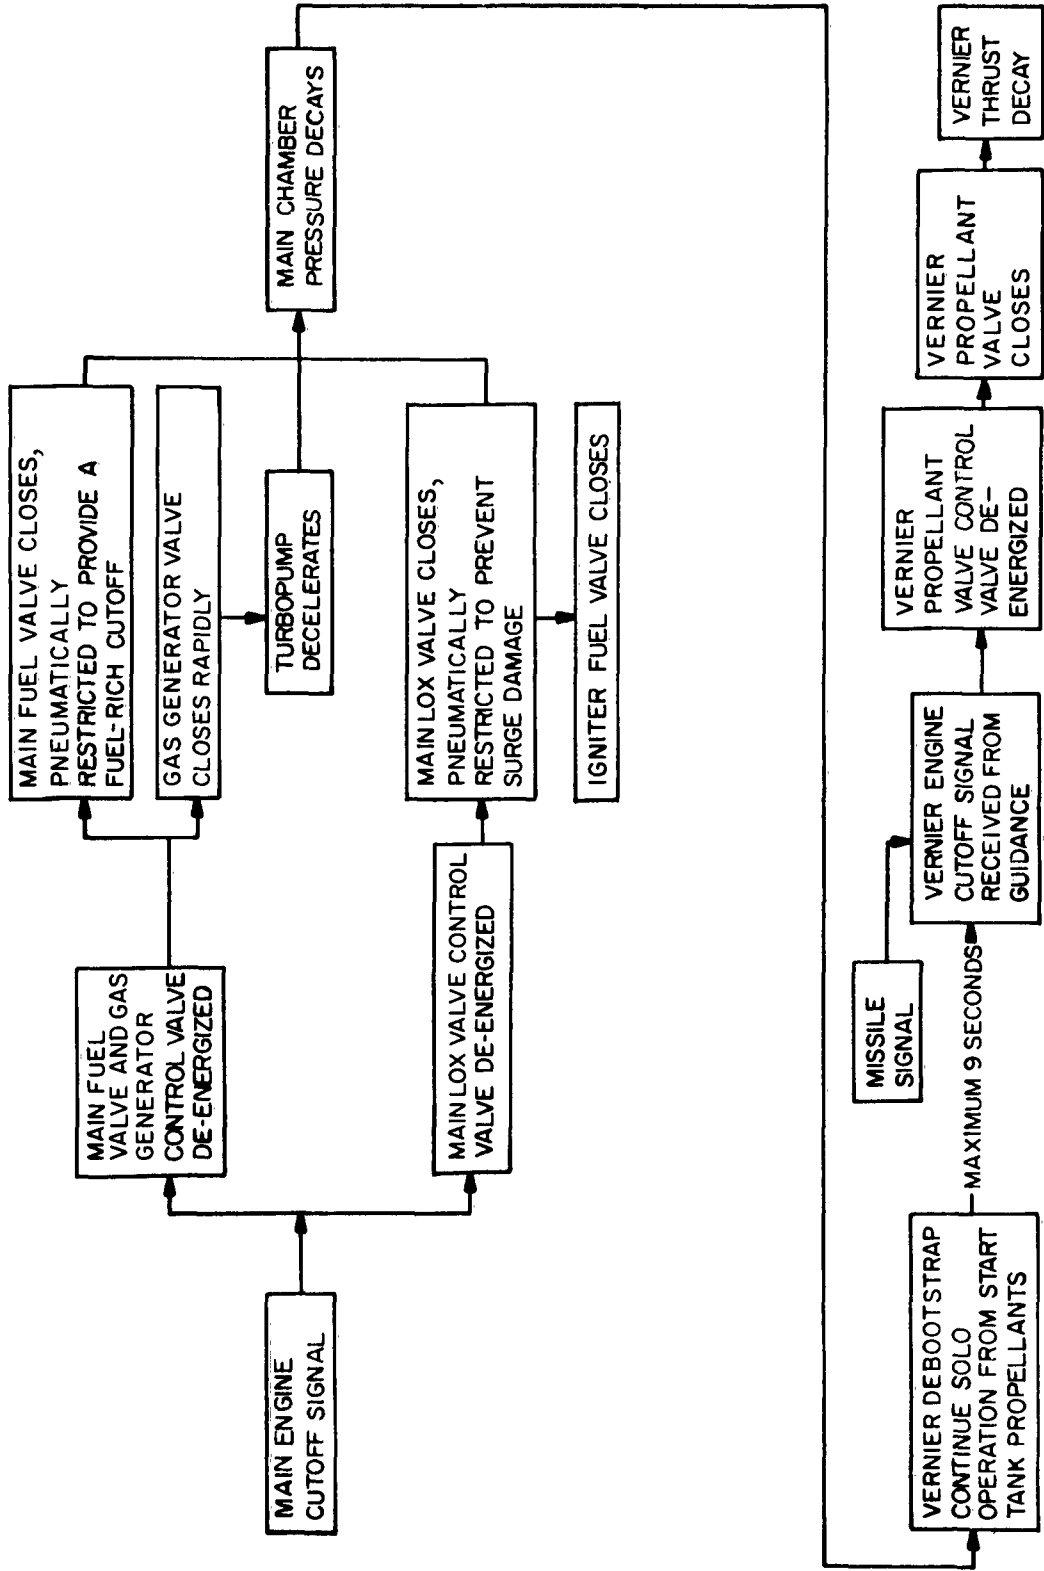 MAIN ENGINE
CUTOFF SIGNAL
MAIN FUEL
VALVE AND GAS
GENERATOR
CONTROL VALVE
DE-ENERGIZED
MAIN LOX VALVE CONTROL
VALVE DE-ENERGIZED
MAIN FUEL VALVE CLOSES,
PNEUMATICALLY
RESTRICTED TO PROVIDE A
FUEL-RICH CUTOFF
GAS GENERATOR VALVE
CLOSES RAPIDLY
TURBOPUMP
DECELERATES
MAIN LOX VALVE CLOSES,
PNEUMATICALLY
RESTRICTED TO PREVENT
SURGE DAMAGE
IGNITER FUEL VALVE CLOSES
MAIN CHAMBER
PRESSURE DECAYS
VERNIER DEBOOTSTRAP
CONTINUE SOLO
OPERATION FROM START
TANK PROPELLANTS
MAXIMUM 9 SECONDS
MISSILE
SIGNAL
VERNIER ENGINE
CUTOFF SIGNAL
RECEIVED FROM
GUIDANCE
VERNIER
PROPELLANT
VALVE CONTROL
VALVE DE-
ENERGIZED
VERNIER
PROPELLANT
VALVE
CLOSES
VERNIER
THRUST
DECAY